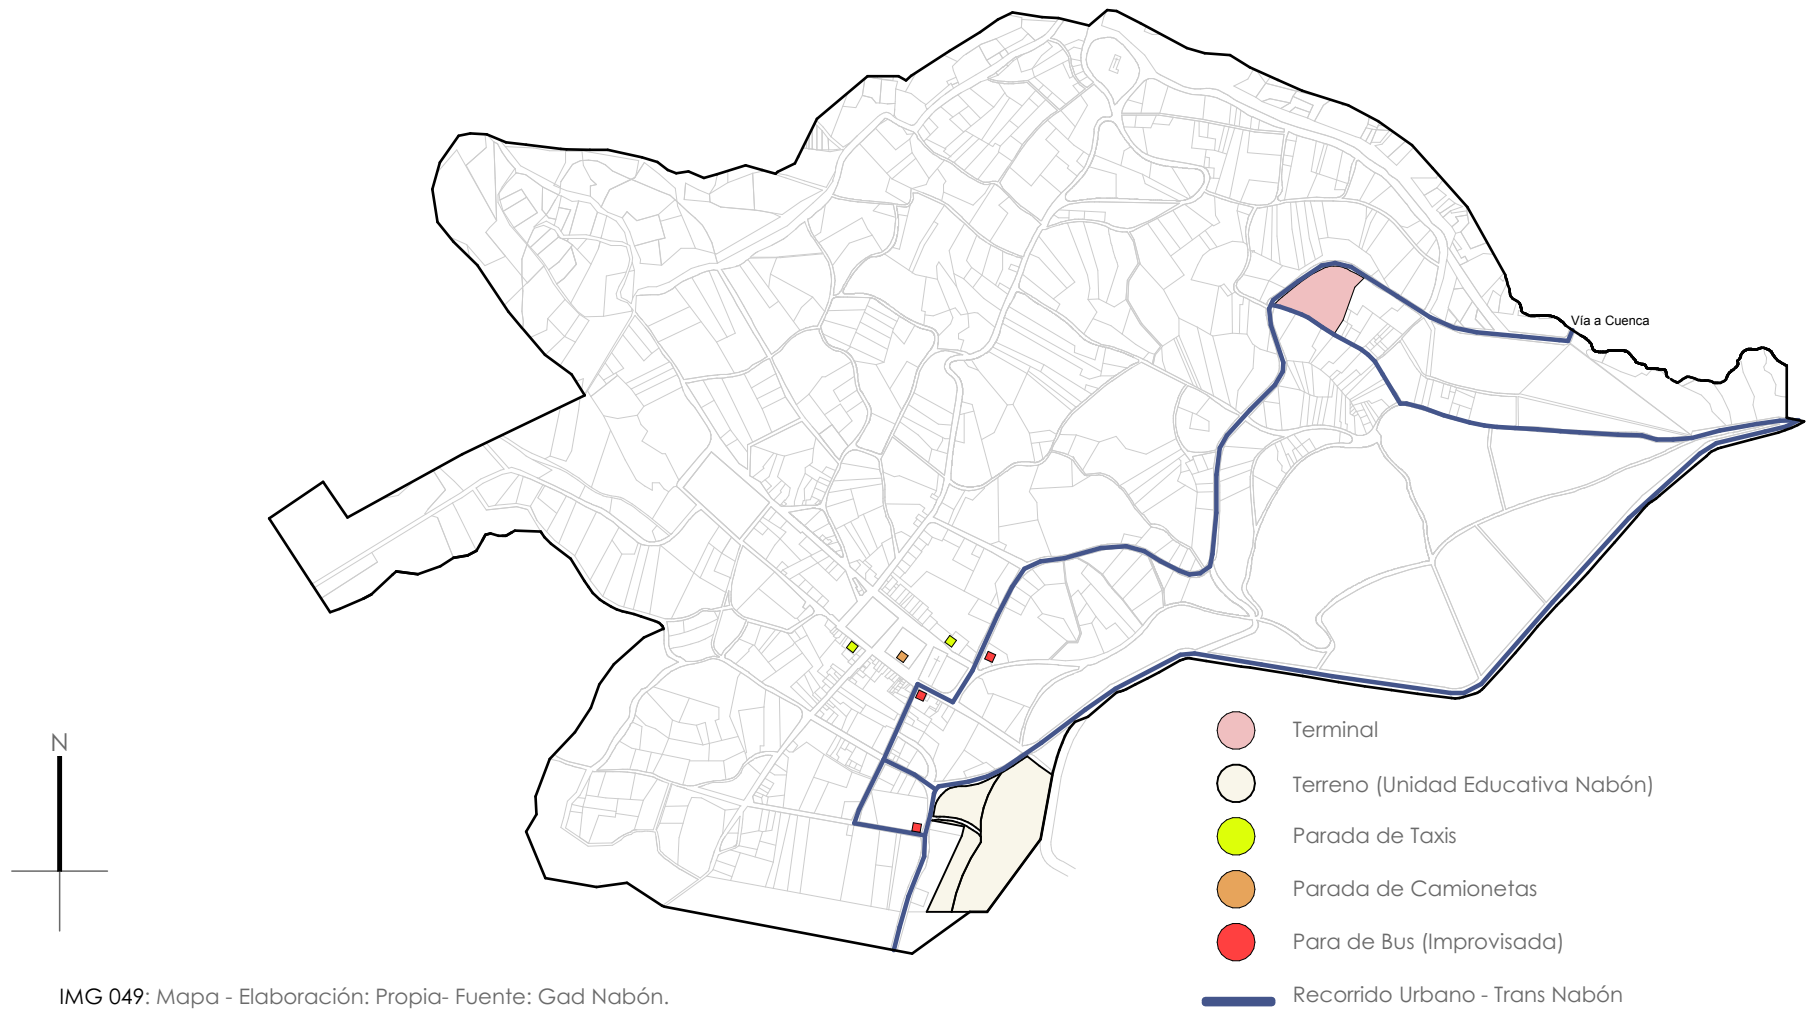 Vía a Cuenca
N
Terminal
Terreno (Unidad Educativa Nabón)
Parada de Taxis
Parada de Camionetas
Para de Bus (Improvisada)
Recorrido Urbano - Trans Nabón
IMG 049: Mapa - Elaboración: Propia- Fuente: Gad Nabón.